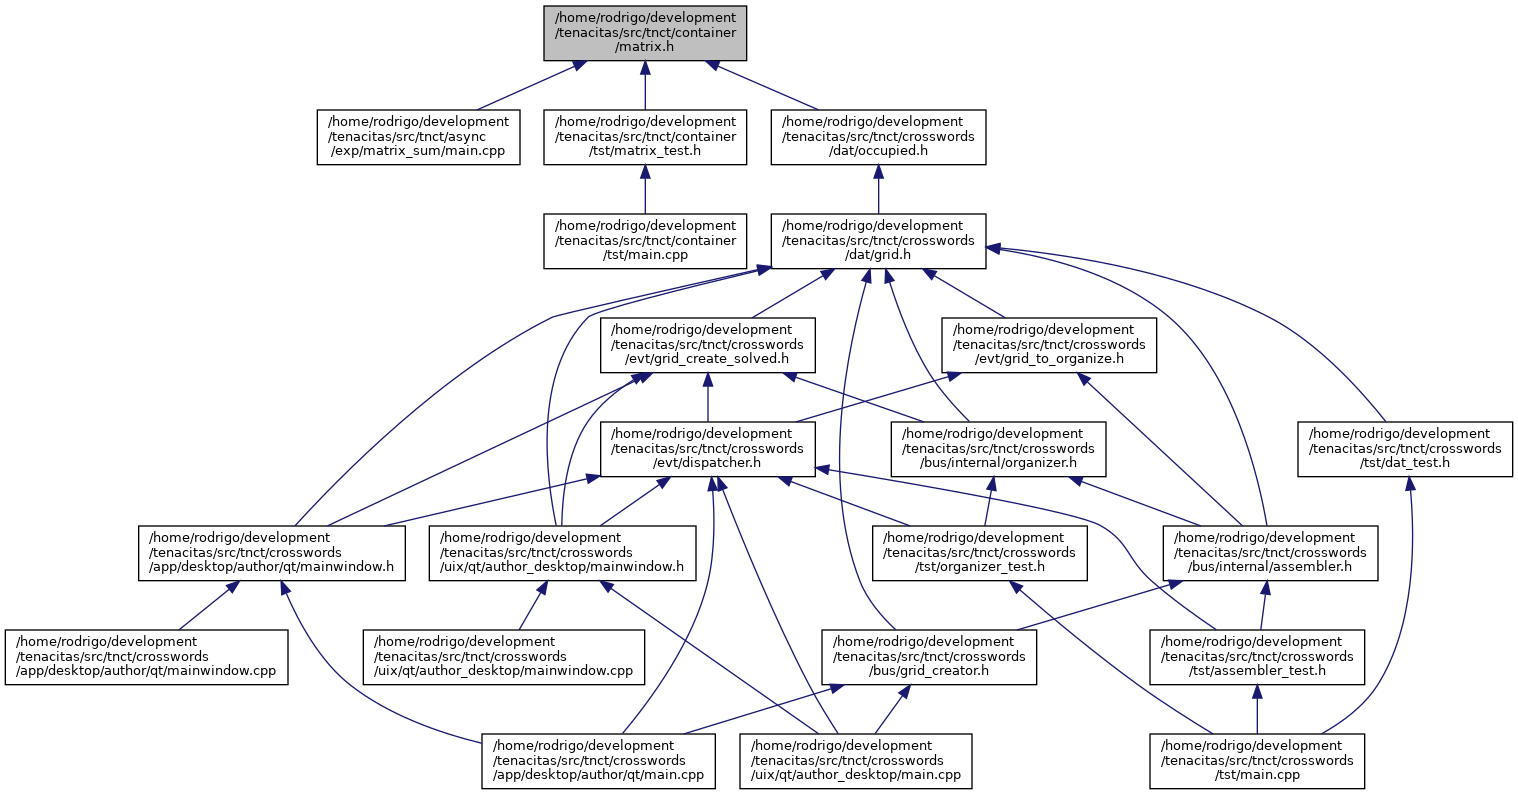 /home/rodrigo/development
/tenacitas/src/tnct/container
/matrix.h
/home/rodrigo/development
/tenacitas/src/tnct/async
/exp/matrix_sum/main.cpp
/home/rodrigo/development
/tenacitas/src/tnct/container
/tst/matrix_test.h
/home/rodrigo/development
/tenacitas/src/tnct/crosswords
/dat/occupied.h
/home/rodrigo/development
/tenacitas/src/tnct/container
/tst/main.cpp
/home/rodrigo/development
/tenacitas/src/tnct/crosswords
/dat/grid.h
/home/rodrigo/development
/tenacitas/src/tnct/crosswords
/evt/grid_create_solved.h
/home/rodrigo/development
/tenacitas/src/tnct/crosswords
/evt/grid_to_organize.h
/home/rodrigo/development
/tenacitas/src/tnct/crosswords
/evt/dispatcher.h
/home/rodrigo/development
/tenacitas/src/tnct/crosswords
/bus/internal/organizer.h
/home/rodrigo/development
/tenacitas/src/tnct/crosswords
/tst/dat_test.h
/home/rodrigo/development
/tenacitas/src/tnct/crosswords
/app/desktop/author/qt/mainwindow.h
/home/rodrigo/development
/tenacitas/src/tnct/crosswords
/uix/qt/author_desktop/mainwindow.h
/home/rodrigo/development
/tenacitas/src/tnct/crosswords
/tst/organizer_test.h
/home/rodrigo/development
/tenacitas/src/tnct/crosswords
/bus/internal/assembler.h
/home/rodrigo/development
/tenacitas/src/tnct/crosswords
/app/desktop/author/qt/mainwindow.cpp
/home/rodrigo/development
/tenacitas/src/tnct/crosswords
/uix/qt/author_desktop/mainwindow.cpp
/home/rodrigo/development
/tenacitas/src/tnct/crosswords
/bus/grid_creator.h
/home/rodrigo/development
/tenacitas/src/tnct/crosswords
/tst/assembler_test.h
/home/rodrigo/development
/tenacitas/src/tnct/crosswords
/app/desktop/author/qt/main.cpp
/home/rodrigo/development
/tenacitas/src/tnct/crosswords
/uix/qt/author_desktop/main.cpp
/home/rodrigo/development
/tenacitas/src/tnct/crosswords
/tst/main.cpp